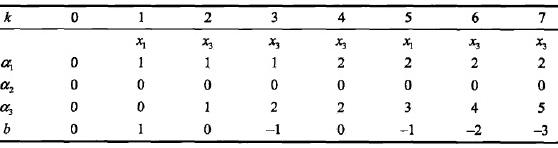 k 0 1 2 3 4 5 6 7
x₁ x₃ x₃ x₃ x₁ x₃ x₃
α₁ 0 1 1 1 2 2 2 2
α₂ 0 0 0 0 0 0 0 0
α₃ 0 0 1 2 2 3 4 5
b 0 1 0 −1 0 −1 −2 −3